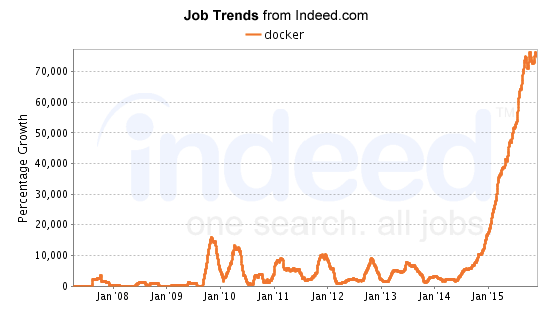 Job Trends from Indeed.com
docker
Percentage Growth
70,000
60,000
50,000
40,000
30,000
20,000
10,000
0
indeed™
one search. all jobs
Jan '08 Jan '09 Jan '10 Jan '11 Jan '12 Jan '13 Jan '14 Jan '15